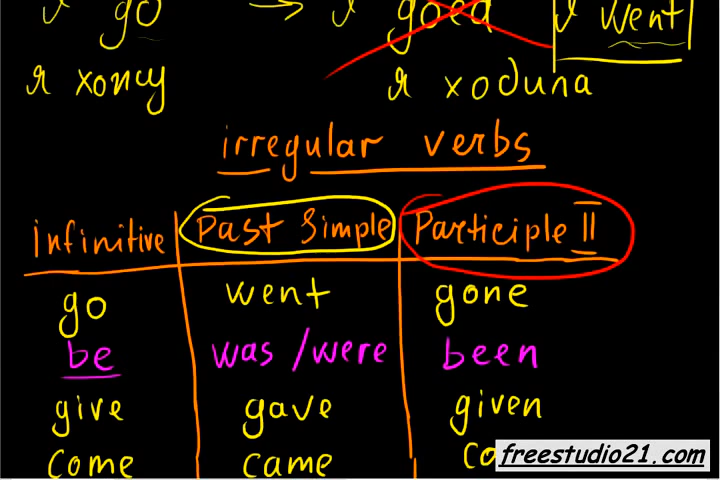 I go → I goed I went
я хожу я ходила
irregular verbs
Infinitive Past Simple Participle II
go went gone
be was/were been
give gave given
come came
freestudio21.com